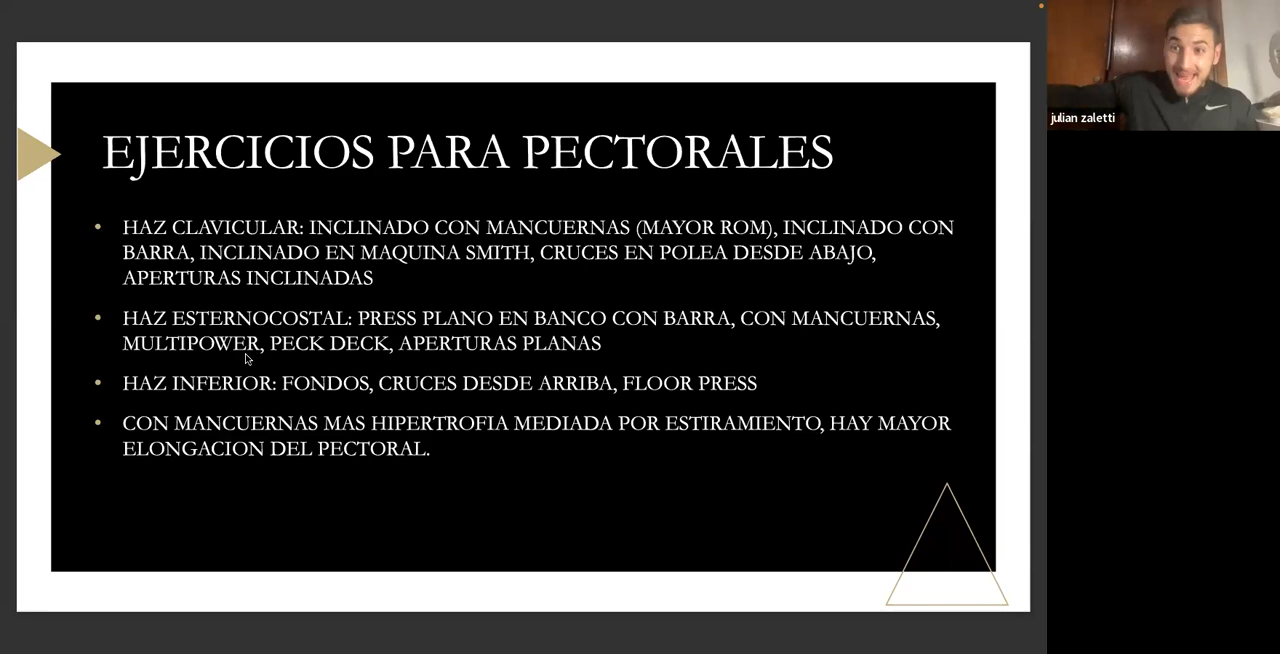 EJERCICIOS PARA PECTORALES
• HAZ CLAVICULAR: INCLINADO CON MANCUERNAS (MAYOR ROM), INCLINADO CON
BARRA, INCLINADO EN MAQUINA SMITH, CRUCES EN POLEA DESDE ABAJO,
APERTURAS INCLINADAS
• HAZ ESTERNOCOSTAL: PRESS PLANO EN BANCO CON BARRA, CON MANCUERNAS,
MULTIPOWER, PECK DECK, APERTURAS PLANAS
• HAZ INFERIOR: FONDOS, CRUCES DESDE ARRIBA, FLOOR PRESS
• CON MANCUERNAS MAS HIPERTROFIA MEDIADA POR ESTIRAMIENTO, HAY MAYOR
ELONGACION DEL PECTORAL.
julian zaletti